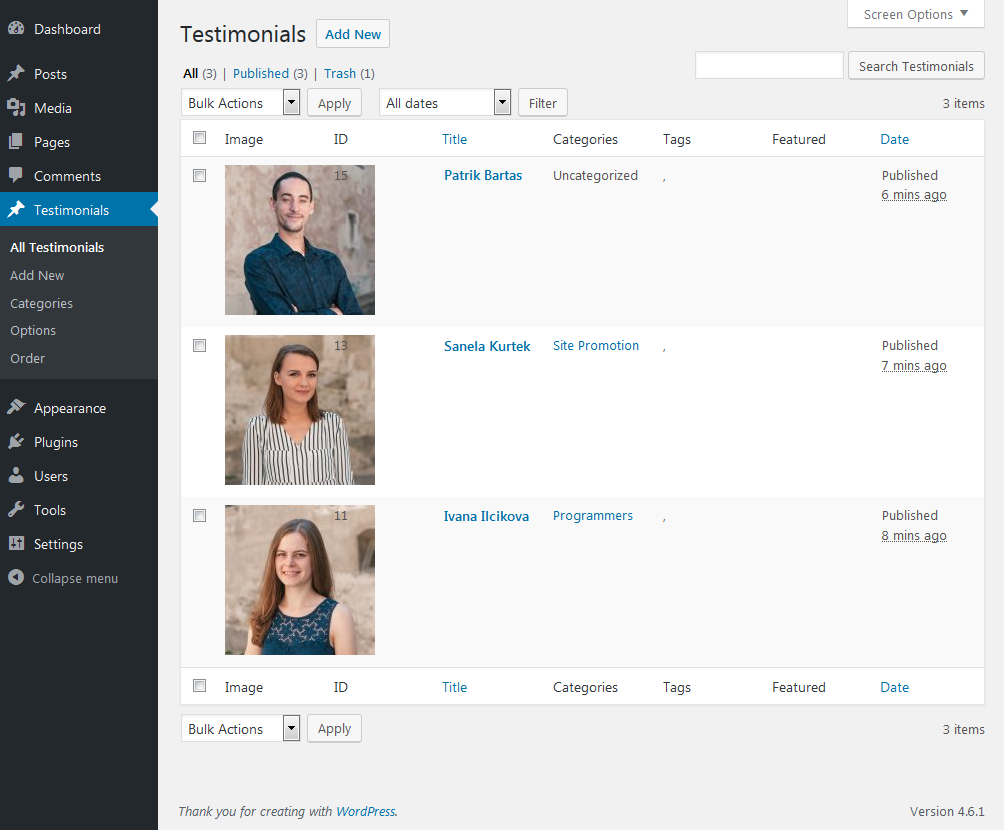 Dashboard
Posts
Media
Pages
Comments
Testimonials
All Testimonials
Add New
Categories
Options
Order
Appearance
Plugins
Users
Tools
Settings
Collapse menu
Screen Options ▼
Testimonials Add New
All (3) | Published (3) | Trash (1)
Search Testimonials
Bulk Actions Apply All dates Filter 3 items
Image ID Title Categories Tags Featured Date
15 Patrik Bartas Uncategorized , Published
6 mins ago
13 Sanela Kurtek Site Promotion , Published
7 mins ago
11 Ivana Ilcikova Programmers , Published
8 mins ago
Image ID Title Categories Tags Featured Date
Bulk Actions Apply 3 items
Thank you for creating with WordPress. Version 4.6.1